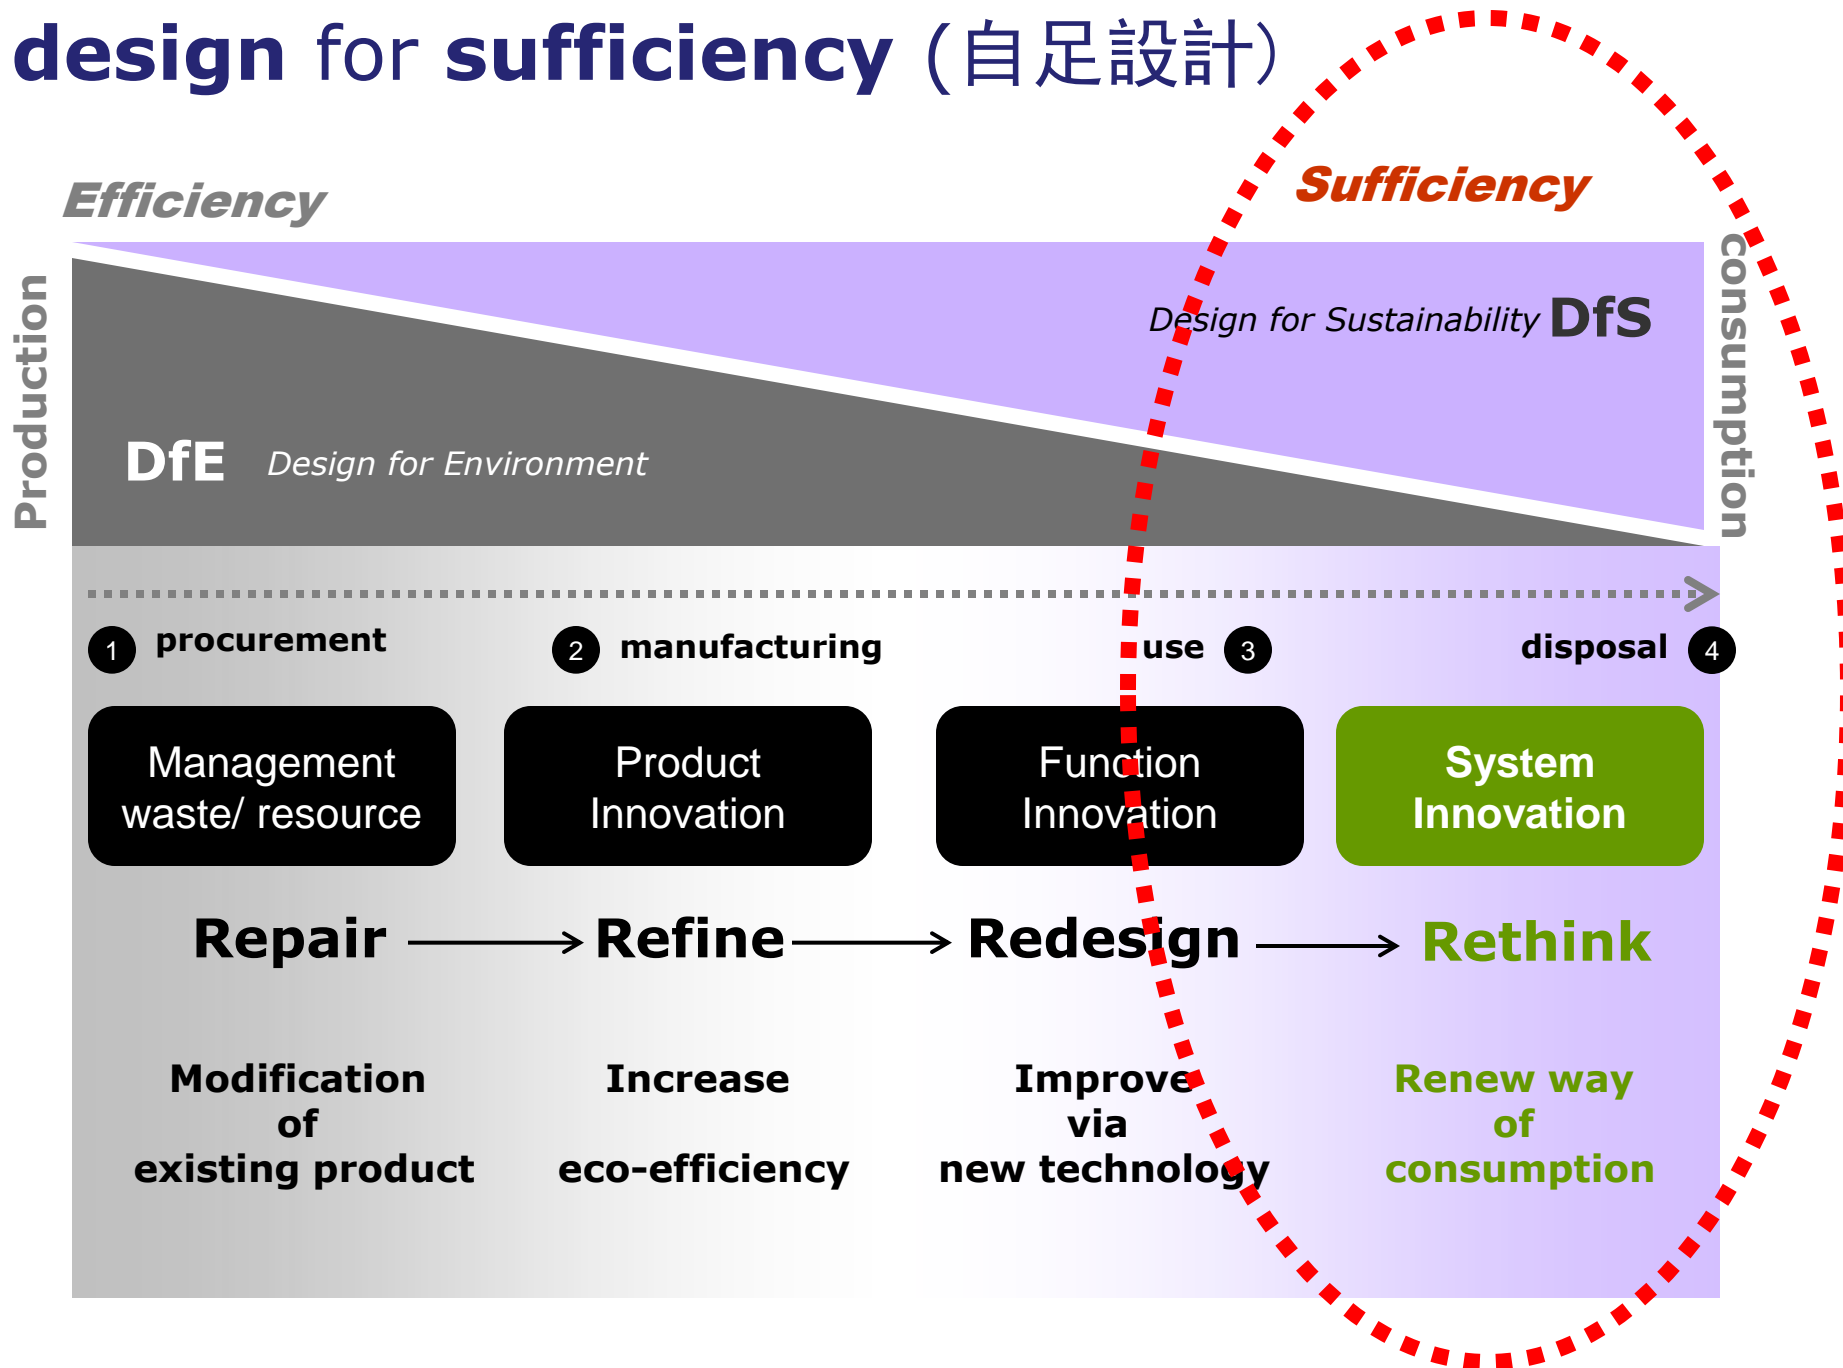 design for sufficiency (自足設計)
Efficiency
Sufficiency
Production
consumption
Design for Sustainability DfS
DfE Design for Environment
1 procurement
2 manufacturing
use 3
disposal 4
Management
waste/ resource
Product
Innovation
Function
Innovation
System
Innovation
Repair
Refine
Redesign
Rethink
Modification
of
existing product
Increase
eco-efficiency
Improve
via
new technology
Renew way
of
consumption